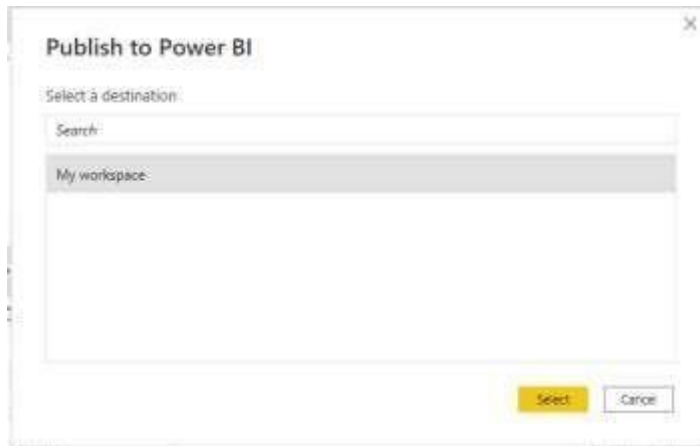 Publish to Power BI
Select a destination
Search
My workspace
Select
Cancel